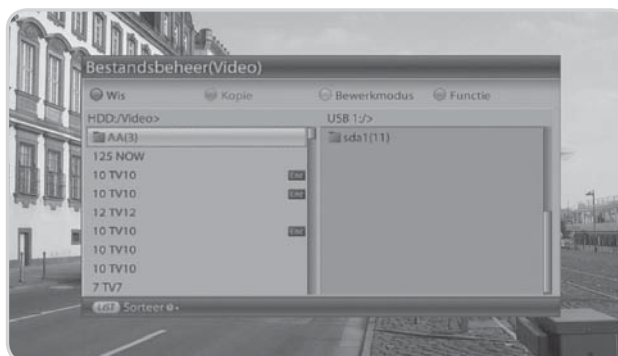 Bestandsbeheer(Video)
Wis Kopie Bewerkmodus Functie
HDD:/Video> USB 1:/>
AA(3) sda1(11)
125 NOW
10 TV10
10 TV10
12 TV12
10 TV10
10 TV10
10 TV10
7 TV7
LIST Sorteer